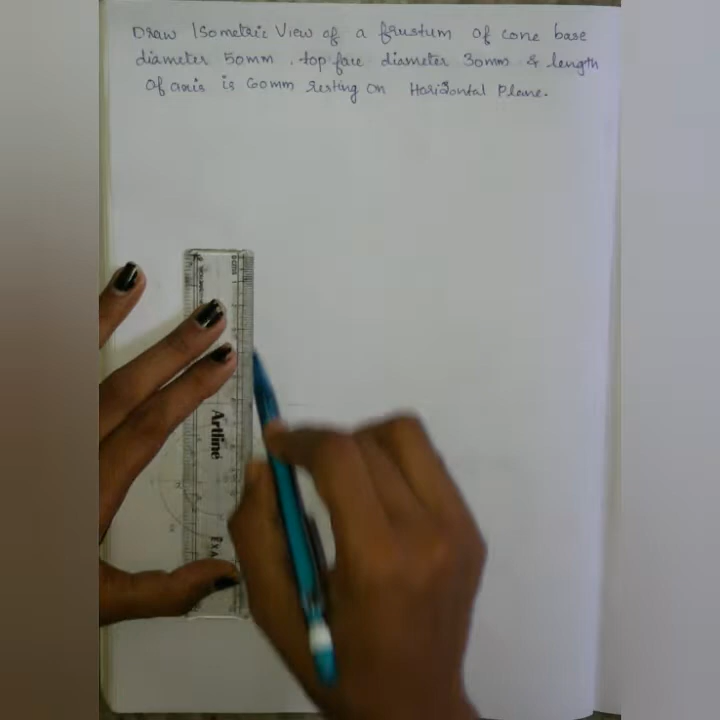 Draw Isometric View of a frustum of cone base
diameter 50mm, top face diameter 30mm & length
of axis is 60mm resting on Horizontal Plane.
Artline
EXA